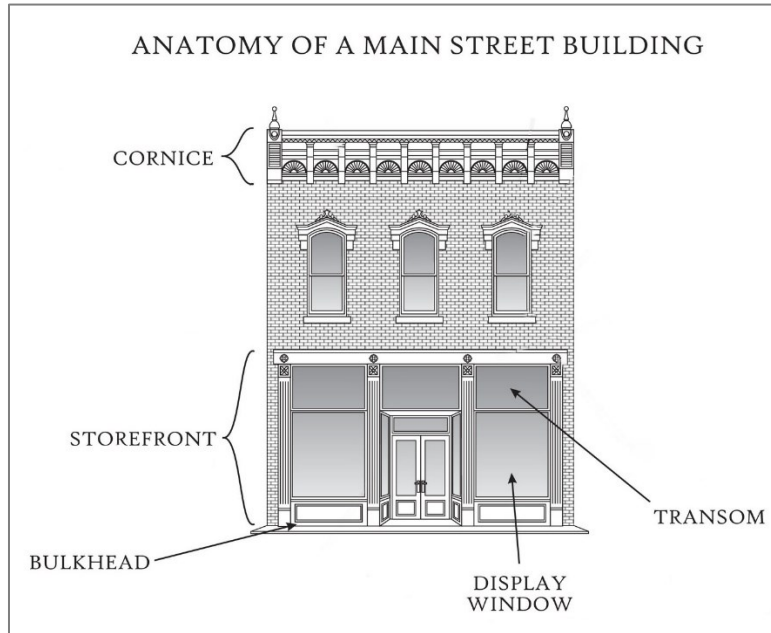 ANATOMY OF A MAIN STREET BUILDING
CORNICE
STOREFRONT
TRANSOM
BULKHEAD
DISPLAY
WINDOW